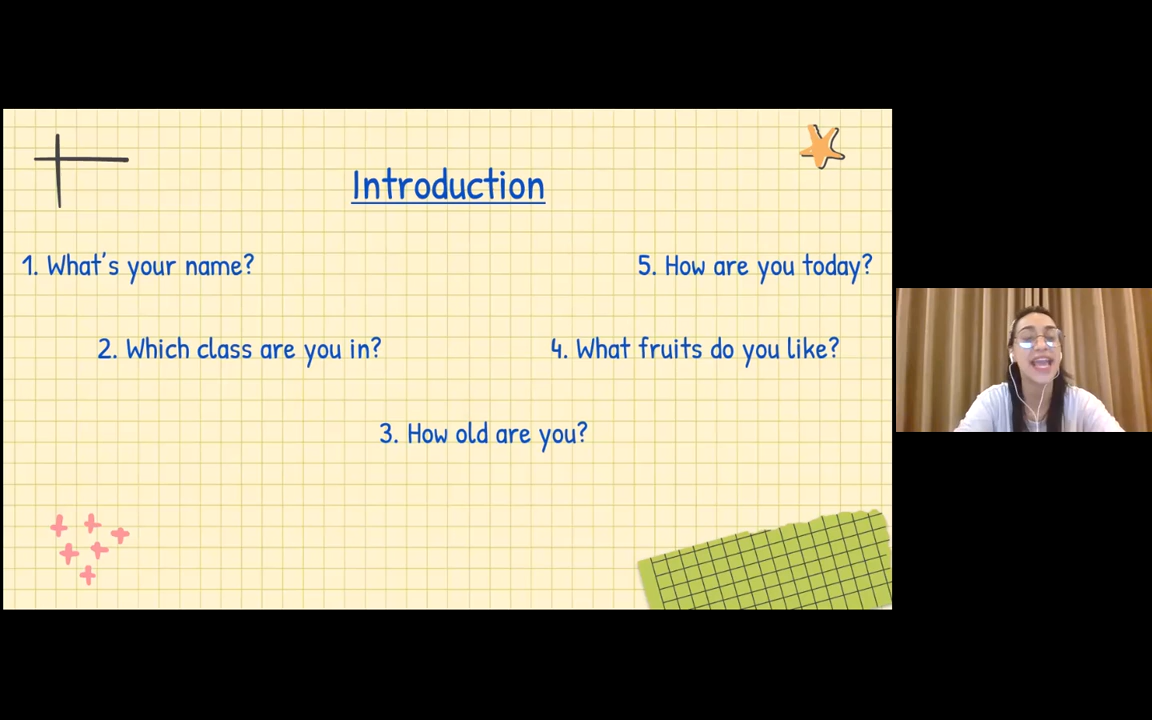 Introduction
1. What's your name?
2. Which class are you in?
3. How old are you?
4. What fruits do you like?
5. How are you today?